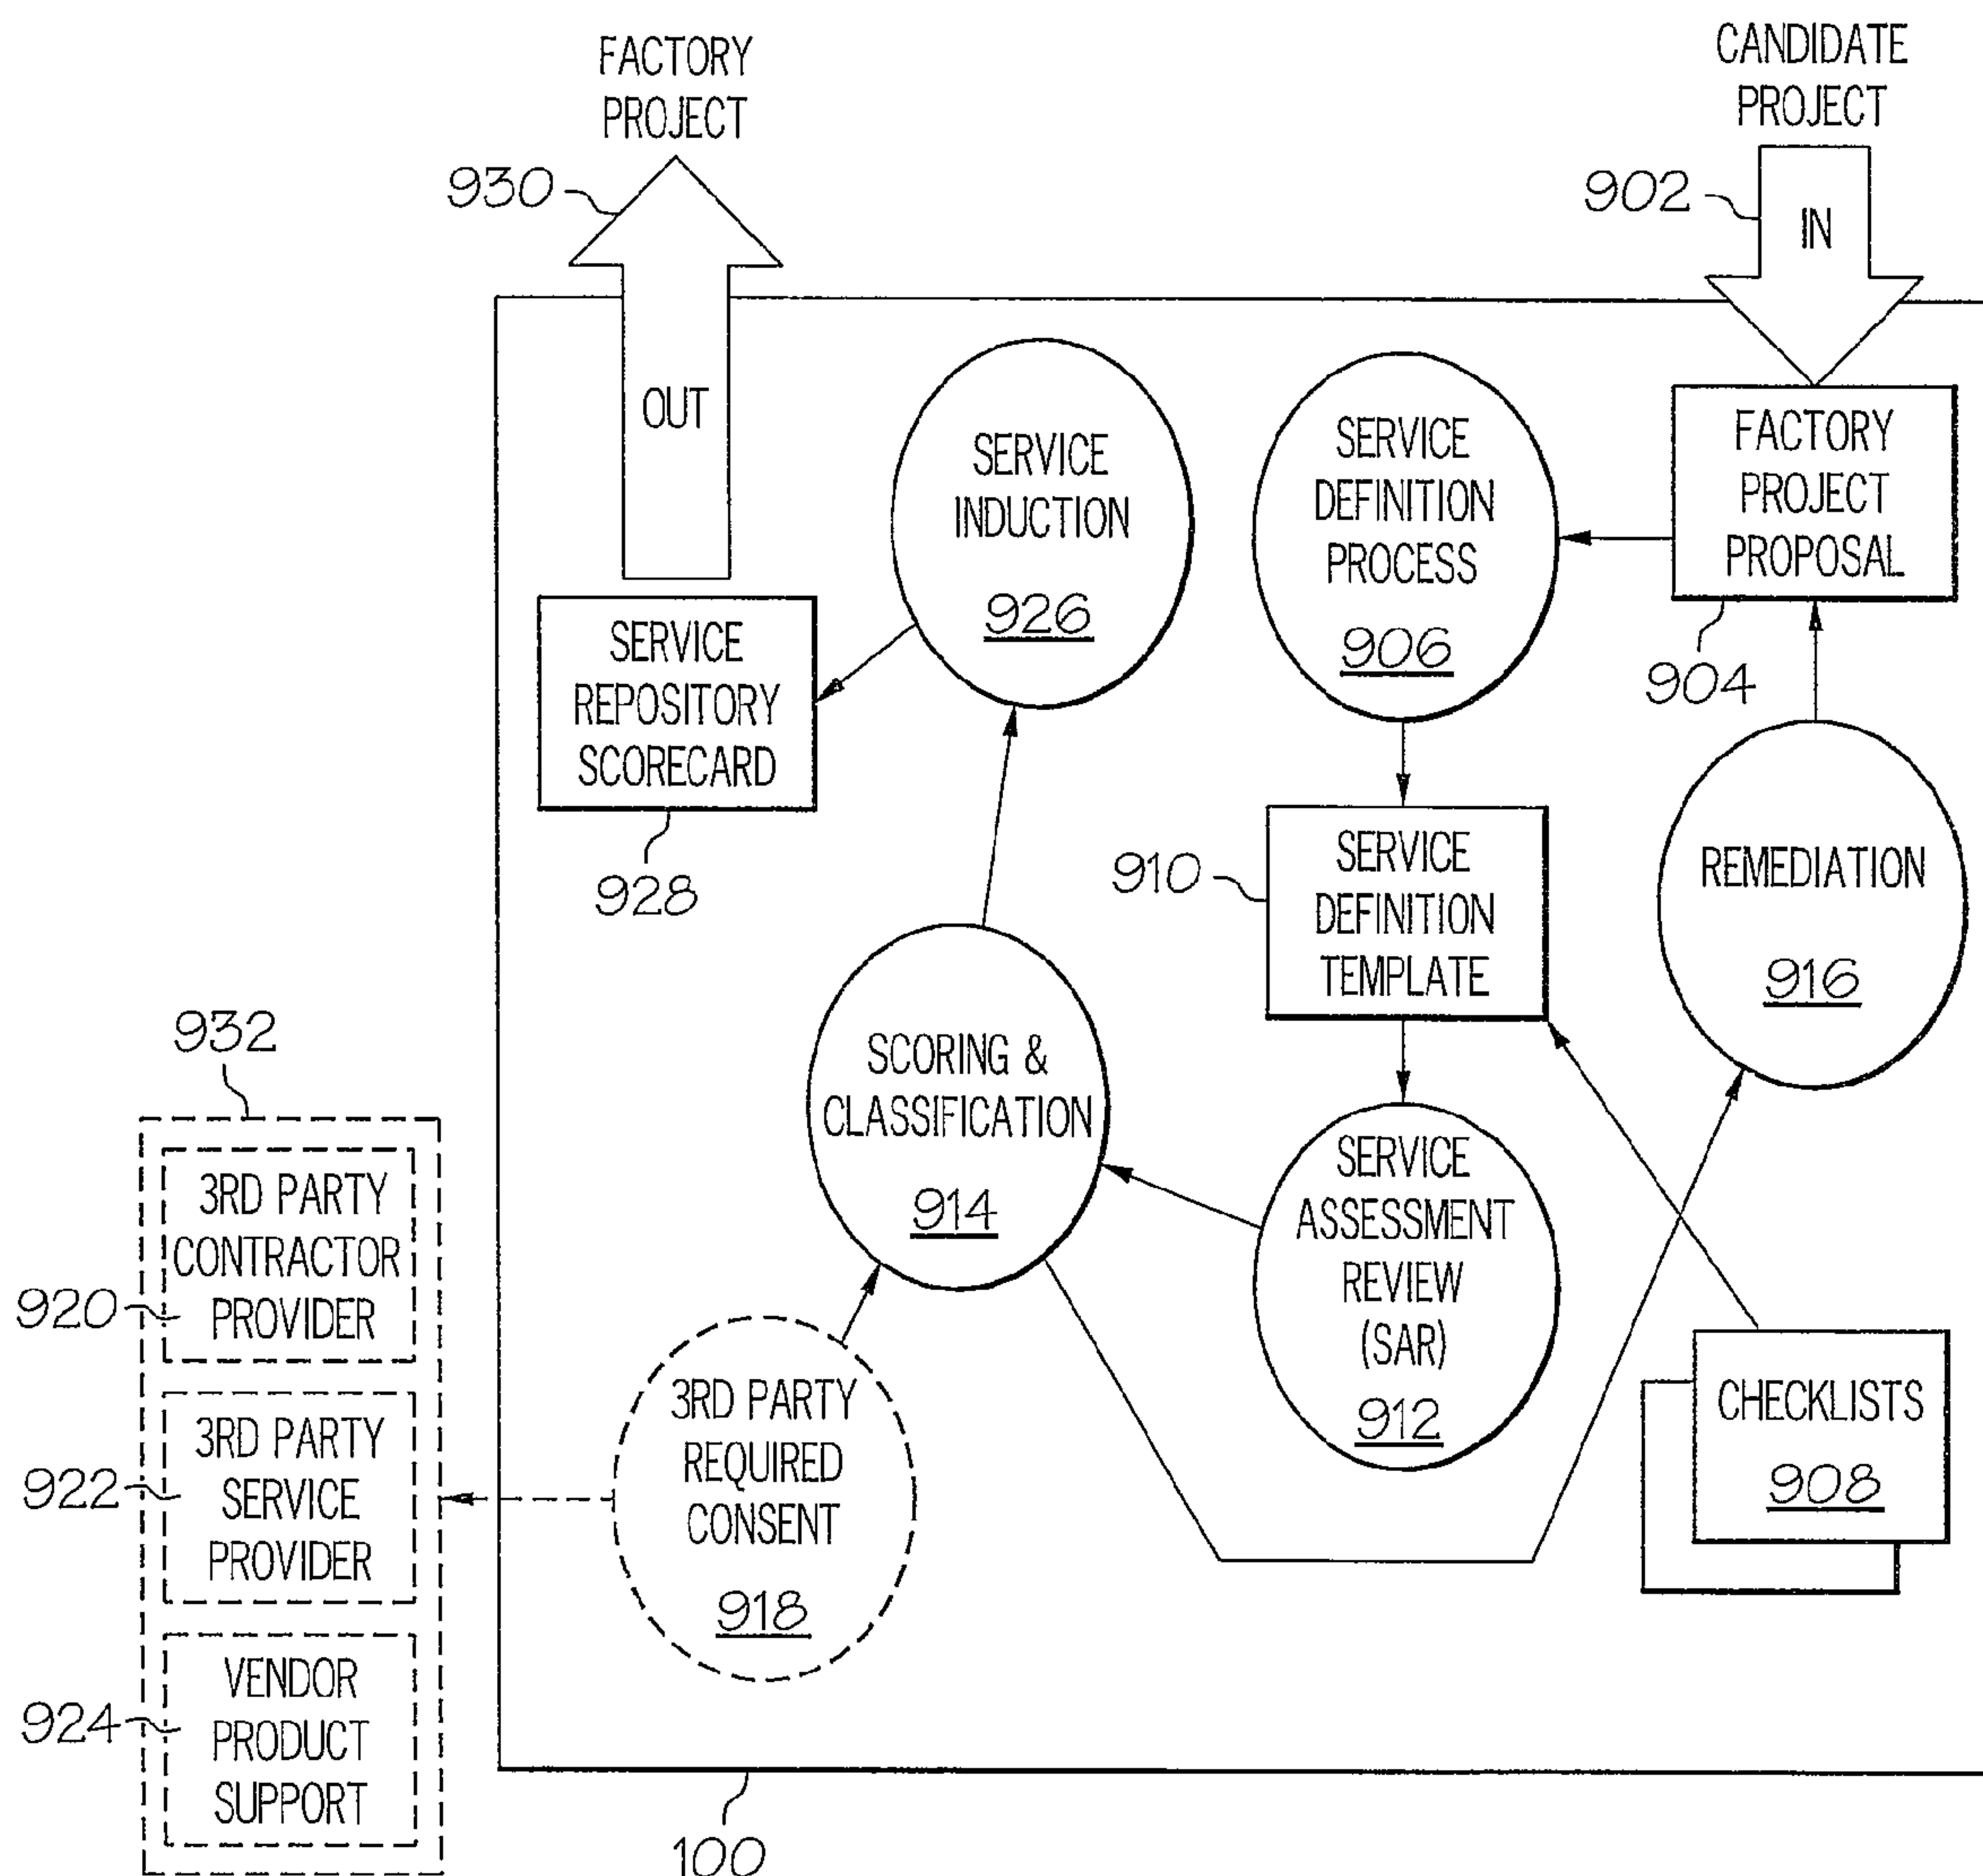 FACTORY
PROJECT
CANDIDATE
PROJECT
930
902
IN
OUT
SERVICE
INDUCTION
926
SERVICE
DEFINITION
PROCESS
906
FACTORY
PROJECT
PROPOSAL
904
SERVICE
REPOSITORY
SCORECARD
928
910
SERVICE
DEFINITION
TEMPLATE
REMEDIATION
916
SCORING &
CLASSIFICATION
914
SERVICE
ASSESSMENT
REVIEW
(SAR)
912
932
3RD PARTY
CONTRACTOR
PROVIDER
920
3RD PARTY
SERVICE
PROVIDER
922
VENDOR
PRODUCT
SUPPORT
924
3RD PARTY
REQUIRED
CONSENT
918
CHECKLISTS
908
100